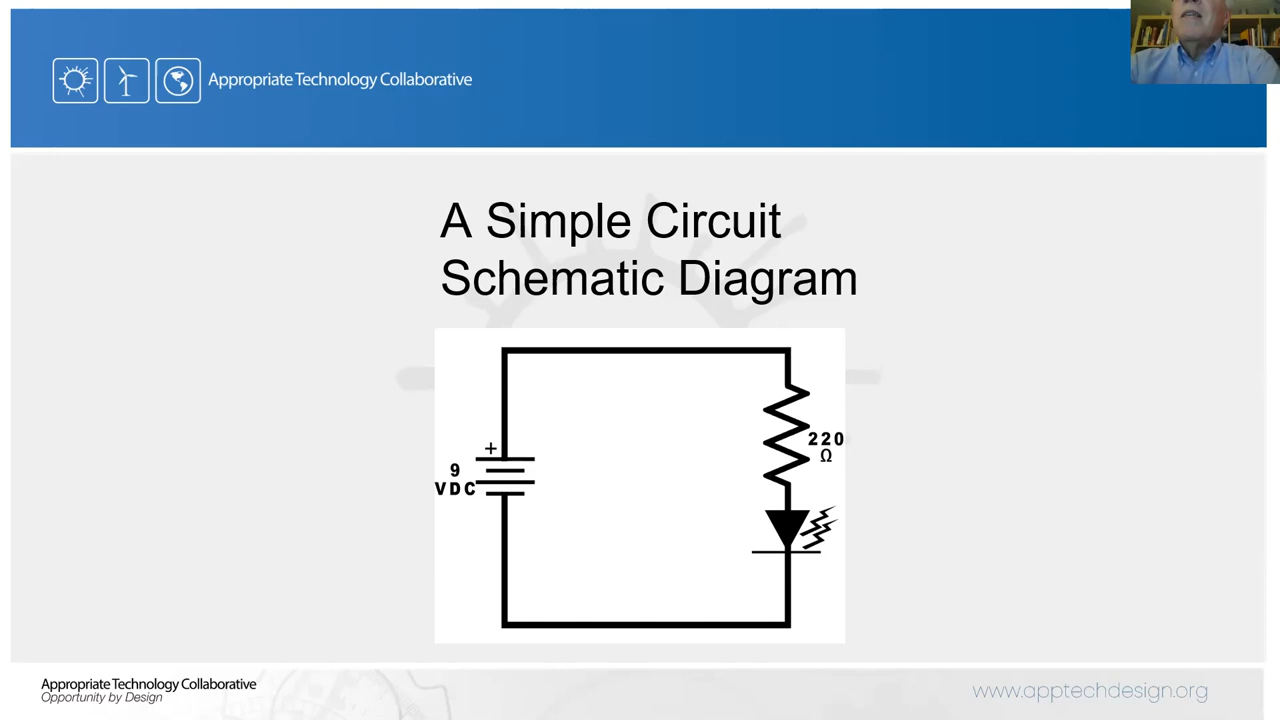 Appropriate Technology Collaborative
A Simple Circuit
Schematic Diagram
+
9
VDC
220
Ω
Appropriate Technology Collaborative
Opportunity by Design
www.apptechdesign.org